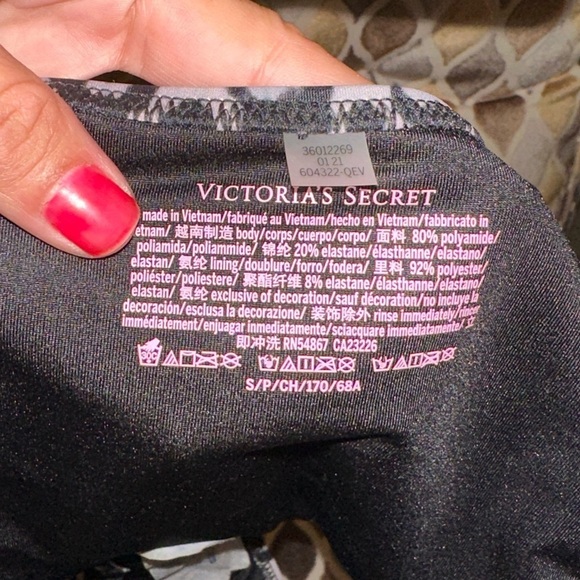 36012269
01 21
604322-QEV
VICTORIA'S SECRET
made in Vietnam/fabriqué au Vietnam/hecho en Vietnam/fabbricato in
etnam/ 越南制造 body/corps/cuerpo/corpo/ 面料 80% polyamide/
poliamida/poliammide/ 锦纶 20% elastane/élasthanne/elastano/
elastan/ 氨纶 lining/doublure/forro/fodera/ 里料 92% polyester/
poliéster/poliestere/ 聚酯纤维 8% elastane/élasthanne/elastano/
elastan/ 氨纶 exclusive of decoration/sauf décoration/no incluye la
decoración/esclusa la decorazione/ 装饰除外 rinse immediately/rincer
immédiatement/enjuagar inmediatamente/sciacquare immediatamente/ 立
即冲洗 RN54867 CA23226
S/P/CH/170/68A